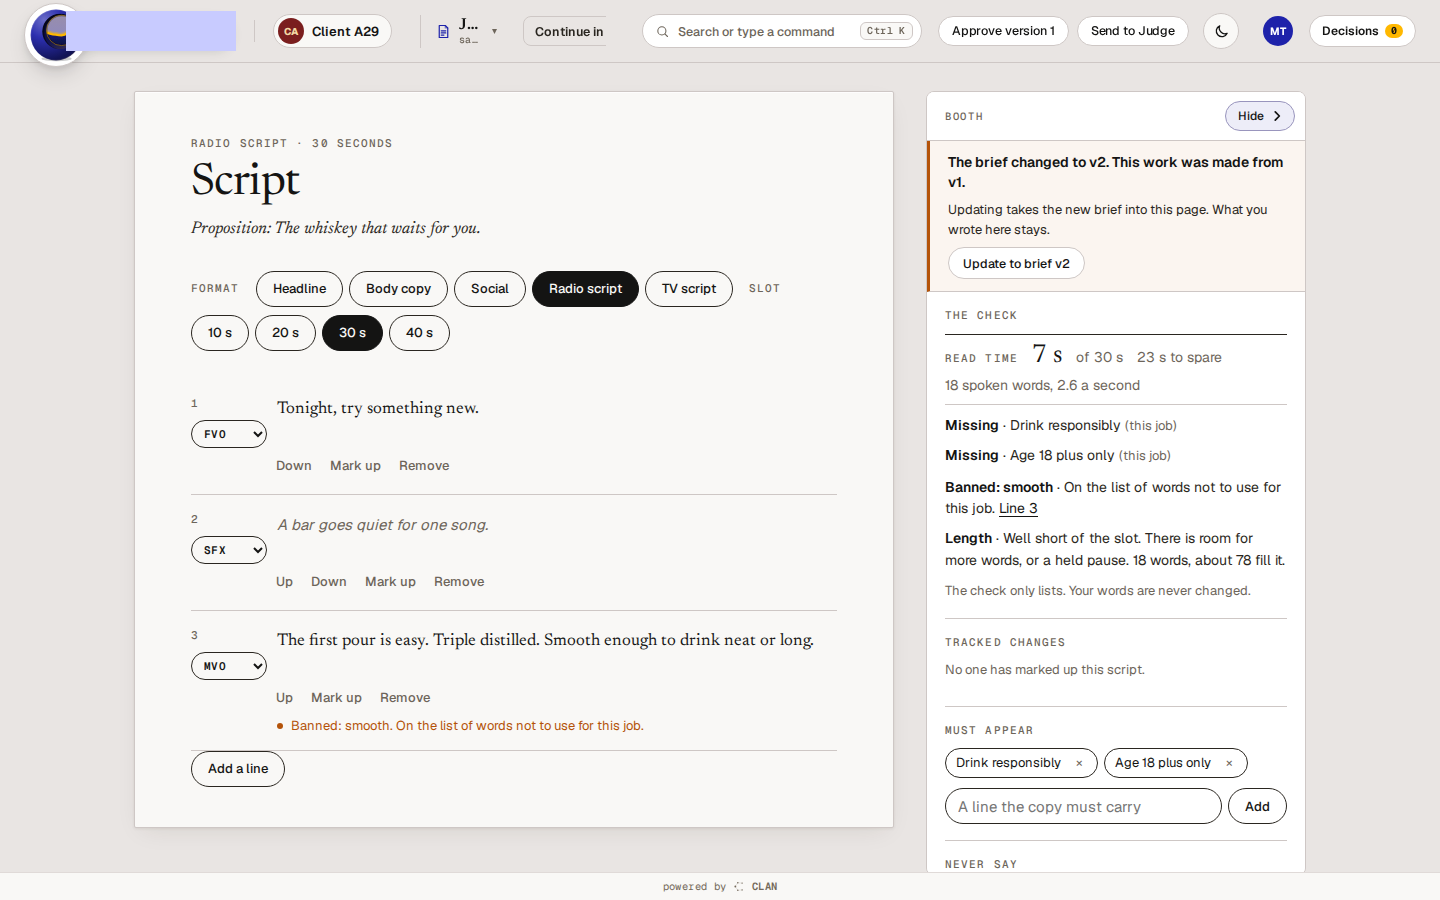 CA Client A29
J...
sa...
Continue in
Search or type a command Ctrl K
Approve version 1
Send to Judge
MT
Decisions 0
RADIO SCRIPT · 30 SECONDS
Script
Proposition: The whiskey that waits for you.
FORMAT Headline Body copy Social Radio script TV script SLOT
10 s 20 s 30 s 40 s
1
Tonight, try something new.
FVO
Down Mark up Remove
2
A bar goes quiet for one song.
SFX
Up Down Mark up Remove
3
The first pour is easy. Triple distilled. Smooth enough to drink neat or long.
MVO
Up Mark up Remove
Banned: smooth. On the list of words not to use for this job.
Add a line
BOOTH Hide
The brief changed to v2. This work was made from
v1.
Updating takes the new brief into this page. What you
wrote here stays.
Update to brief v2
THE CHECK
READ TIME 7 s of 30 s 23 s to spare
18 spoken words, 2.6 a second
Missing · Drink responsibly (this job)
Missing · Age 18 plus only (this job)
Banned: smooth · On the list of words not to use for
this job. Line 3
Length · Well short of the slot. There is room for
more words, or a held pause. 18 words, about 78 fill it.
The check only lists. Your words are never changed.
TRACKED CHANGES
No one has marked up this script.
MUST APPEAR
Drink responsibly × Age 18 plus only ×
A line the copy must carry Add
NEVER SAY
powered by CLAN